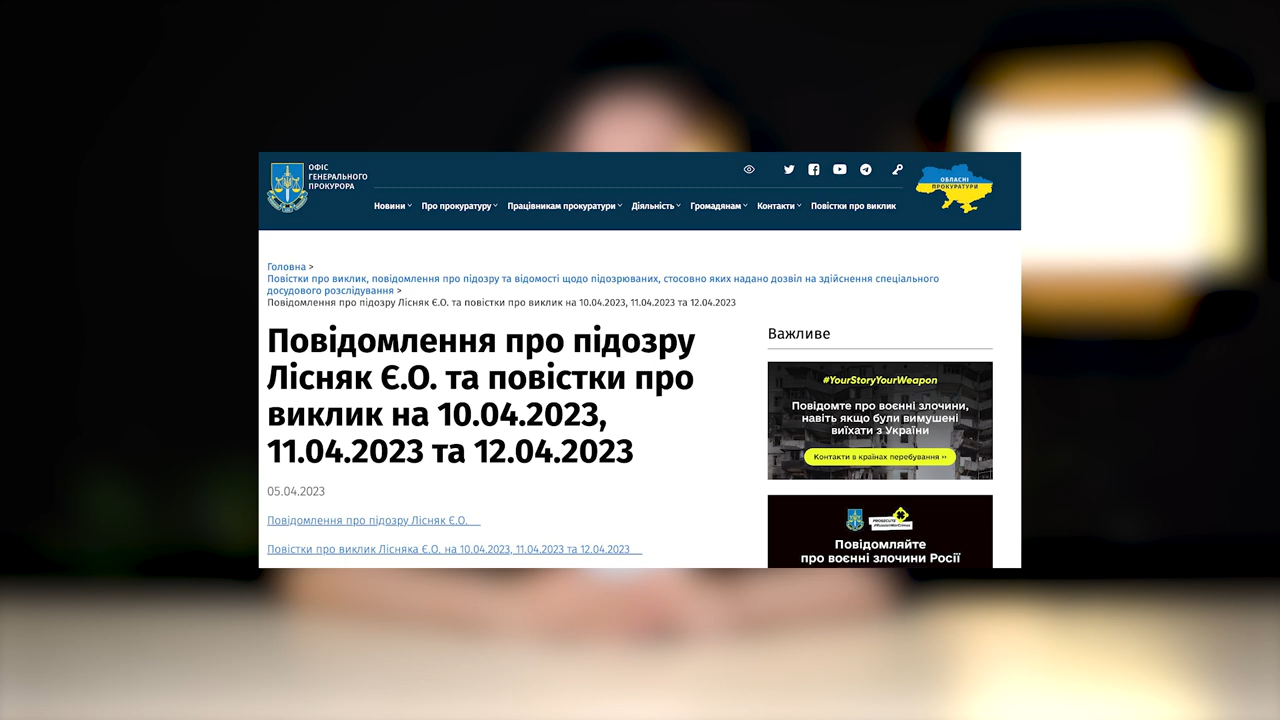 ОФІС
ГЕНЕРАЛЬНОГО
ПРОКУРОРА
ОБЛАСНІ
ПРОКУРАТУРИ
Новини Про прокуратуру Працівникам прокуратури Діяльність Громадянам Контакти Повістки про виклик
Головна >
Повістки про виклик, повідомлення про підозру та відомості щодо підозрюваних, стосовно яких надано дозвіл на здійснення спеціального
досудового розслідування >
Повідомлення про підозру Лісняк Є.О. та повістки про виклик на 10.04.2023, 11.04.2023 та 12.04.2023
Повідомлення про підозру
Лісняк Є.О. та повістки про
виклик на 10.04.2023,
11.04.2023 та 12.04.2023
05.04.2023
Повідомлення про підозру Лісняк Є.О.
Повістки про виклик Лісняка Є.О. на 10.04.2023, 11.04.2023 та 12.04.2023
Важливе
#YourStoryYourWeapon
Повідомте про воєнні злочини,
навіть якщо були вимушені
виїхати з України
Контакти в країнах перебування ››
Повідомляйте
про воєнні злочини Росії